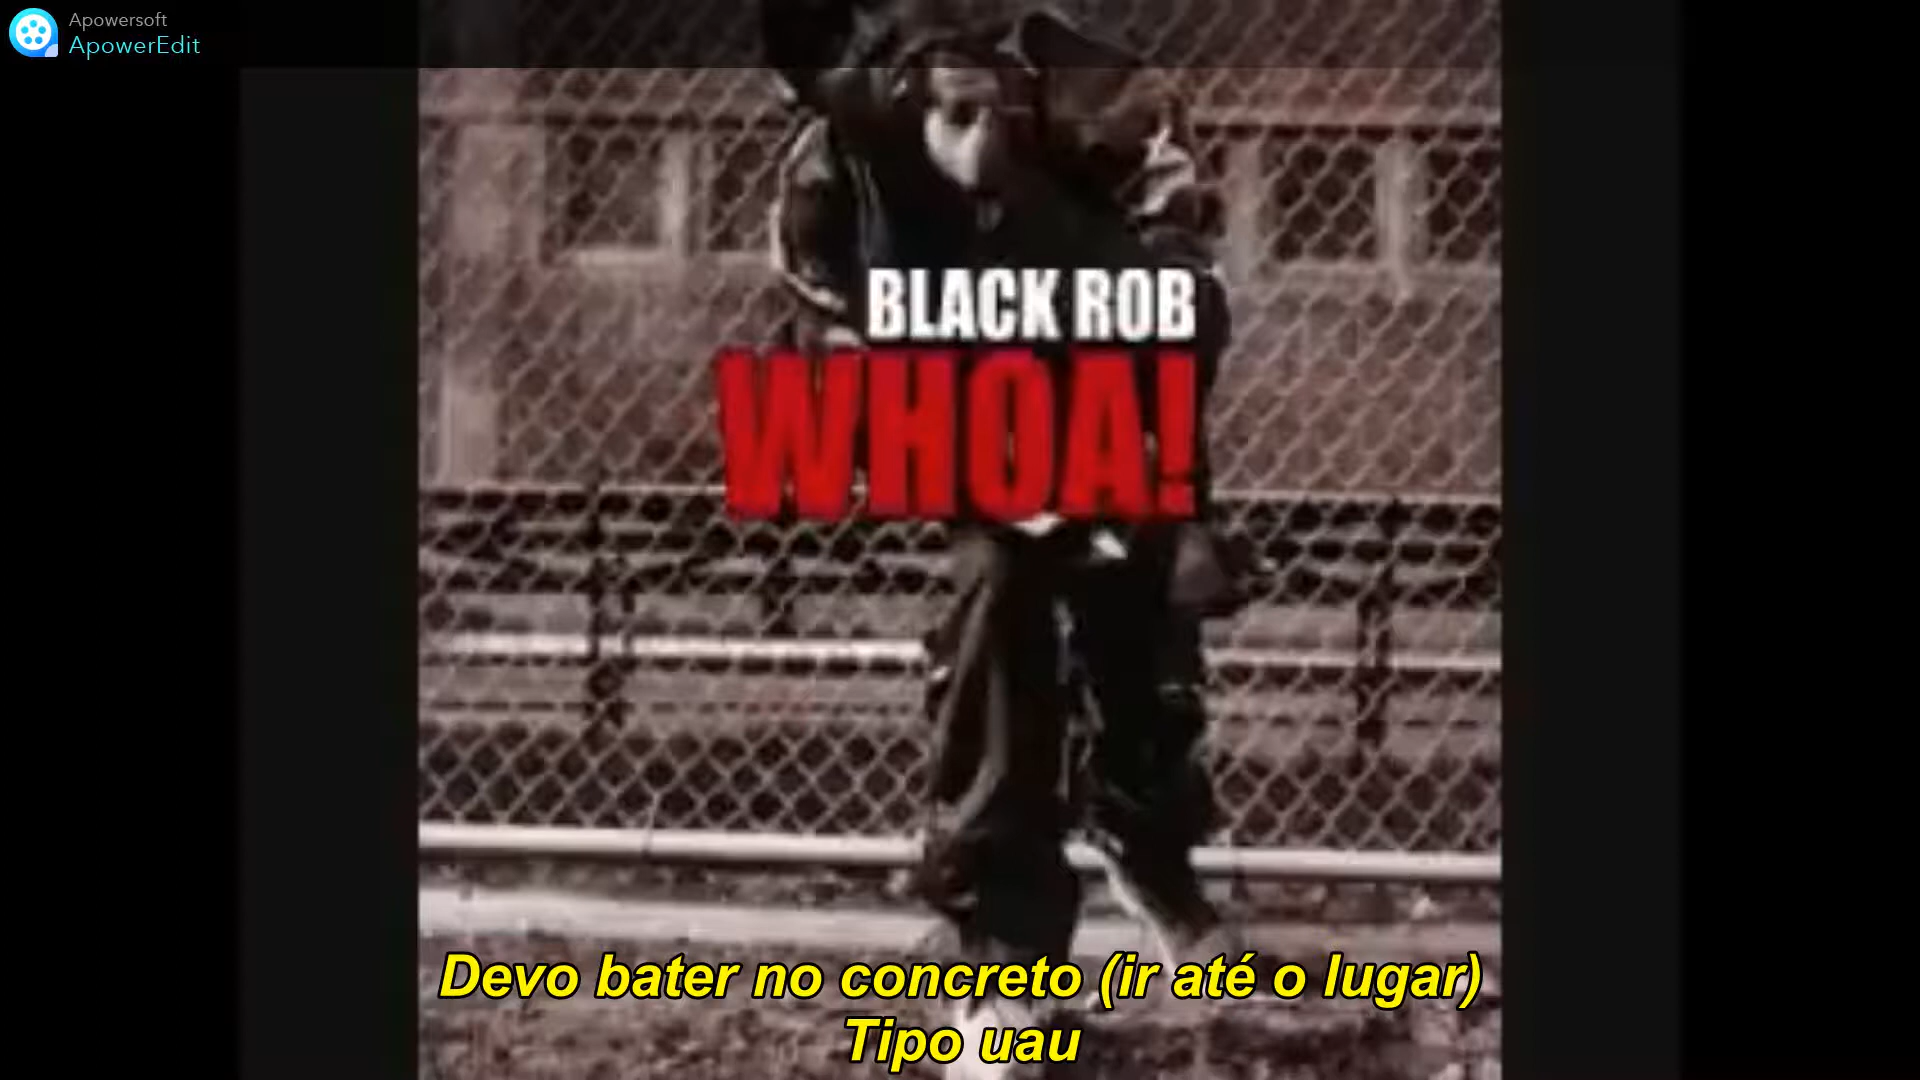 Apowersoft
ApowerEdit
BLACK ROB
WHOA!
Devo bater no concreto (ir até o lugar)
Tipo uau